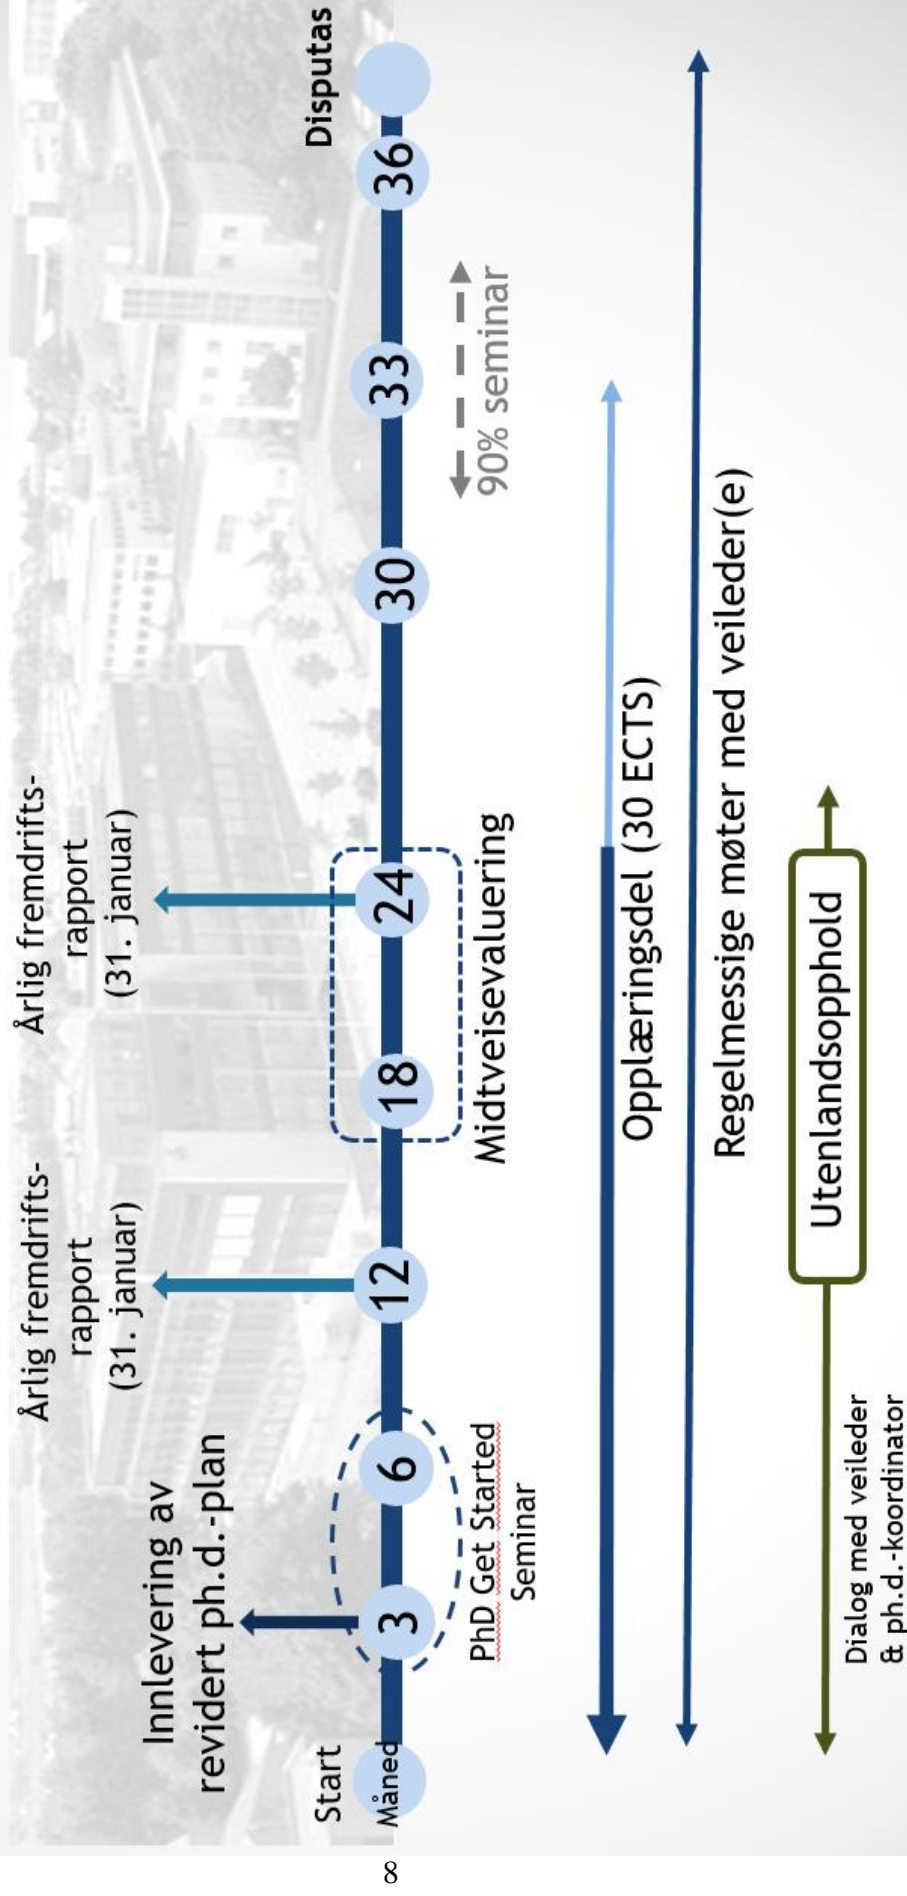 Årlig fremdrifts-
rapport
(31. januar)
Årlig fremdrifts-
rapport
(31. januar)
Innlevering av
revidert ph.d.-plan
Start
Disputas
Måned
3
6
12
18
24
30
33
36
PhD Get Started
Seminar
Midtveisevaluering
90% seminar
Opplæringsdel (30 ECTS)
Regelmessige møter med veileder(e)
Utenlandsopphold
Dialog med veileder
& ph.d.-koordinator
8